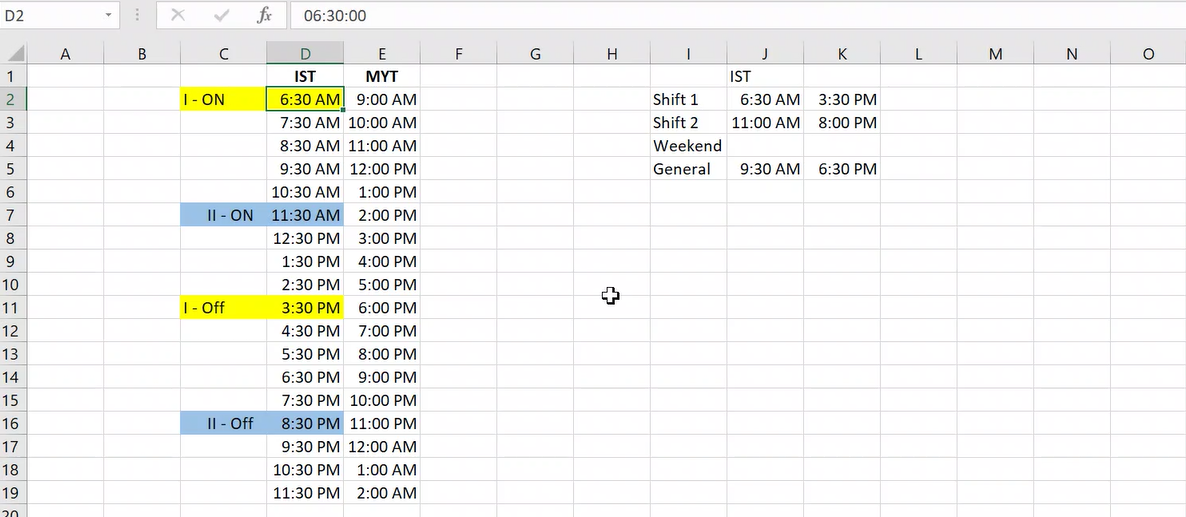 D2 fx 06:30:00
A B C D E F G H I J K L M N O
1 IST MYT IST
2 I - ON 6:30 AM 9:00 AM Shift 1 6:30 AM 3:30 PM
3 7:30 AM 10:00 AM Shift 2 11:00 AM 8:00 PM
4 8:30 AM 11:00 AM Weekend
5 9:30 AM 12:00 PM General 9:30 AM 6:30 PM
6 10:30 AM 1:00 PM
7 II - ON 11:30 AM 2:00 PM
8 12:30 PM 3:00 PM
9 1:30 PM 4:00 PM
10 2:30 PM 5:00 PM
11 I - Off 3:30 PM 6:00 PM
12 4:30 PM 7:00 PM
13 5:30 PM 8:00 PM
14 6:30 PM 9:00 PM
15 7:30 PM 10:00 PM
16 II - Off 8:30 PM 11:00 PM
17 9:30 PM 12:00 AM
18 10:30 PM 1:00 AM
19 11:30 PM 2:00 AM
20